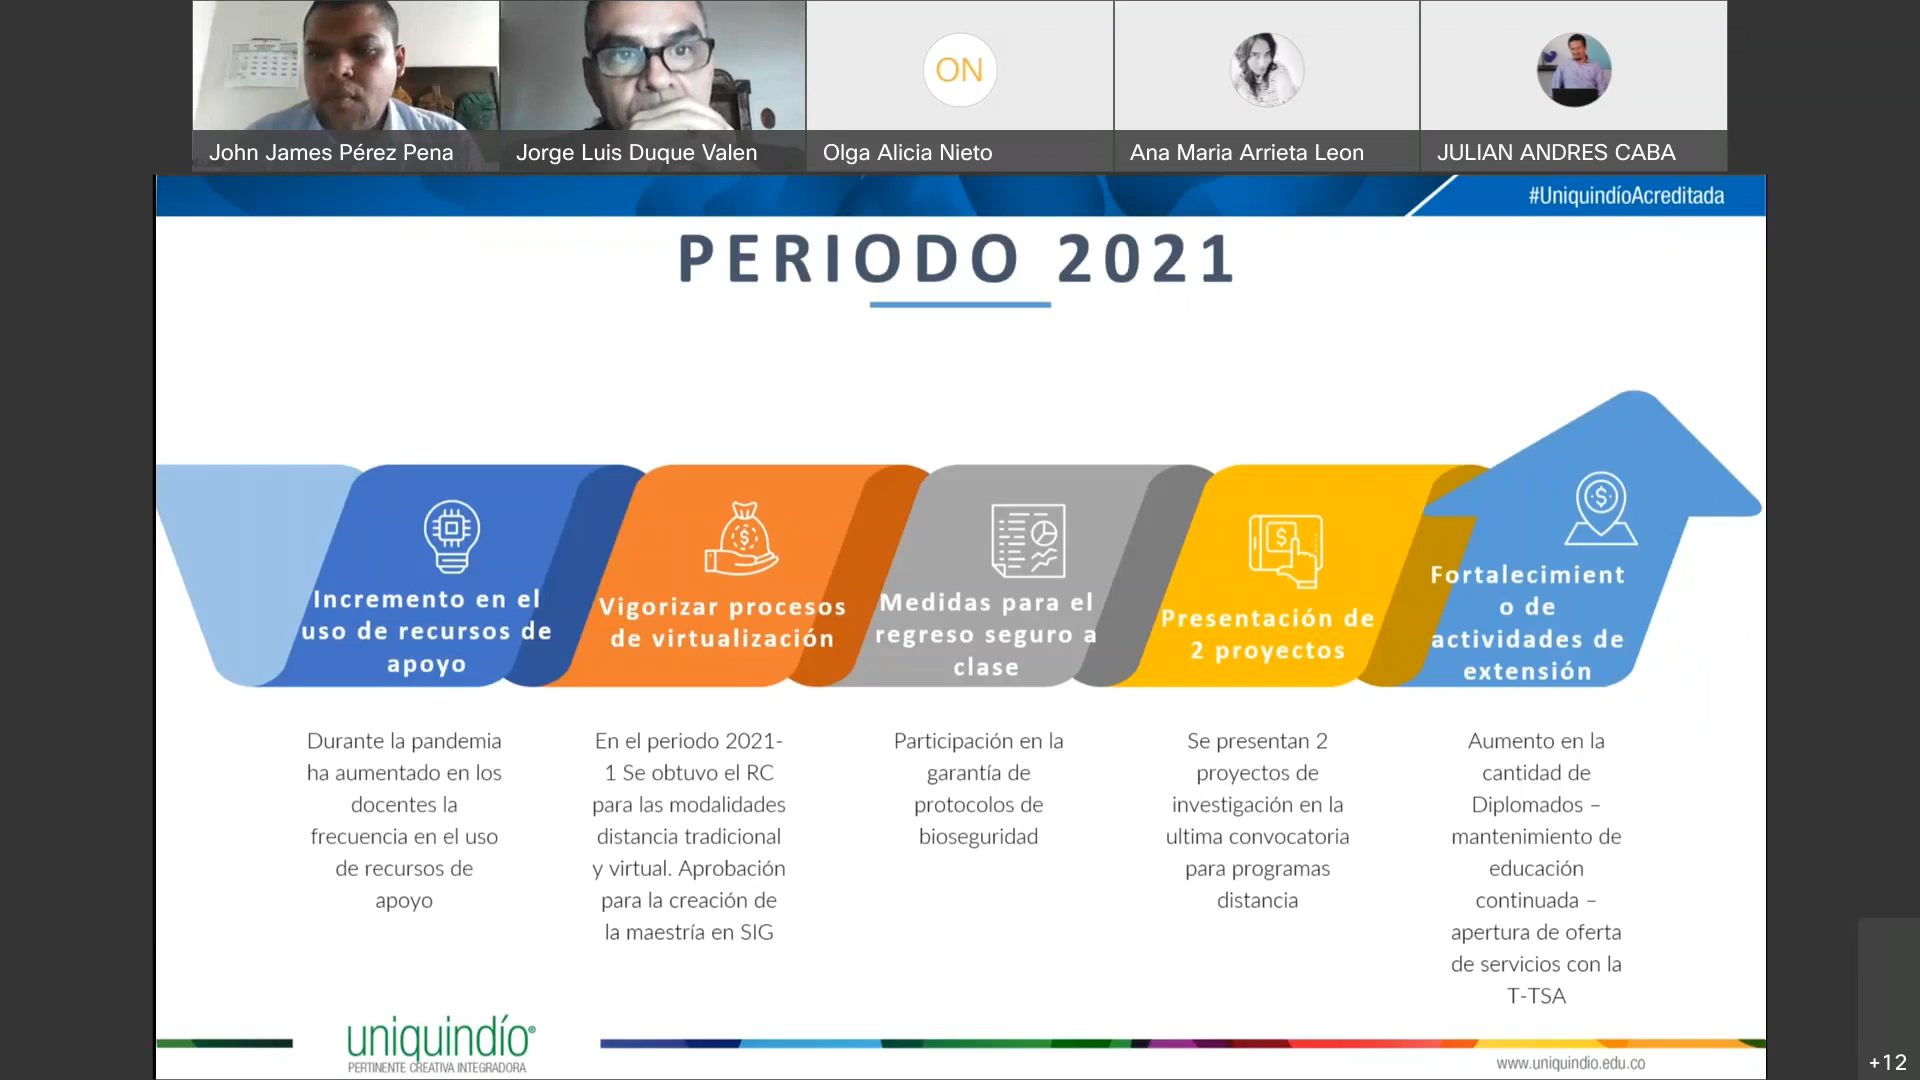 ON
John James Pérez Pena
Jorge Luis Duque Valen
Olga Alicia Nieto
Ana Maria Arrieta Leon
JULIAN ANDRES CABA
#UniquindíoAcreditada
PERIODO 2021
Incremento en el
uso de recursos de
apoyo
Vigorizar procesos
de virtualización
Medidas para el
regreso seguro a
clase
Presentación de
2 proyectos
Fortalecimient
o de
actividades de
extensión
Durante la pandemia
ha aumentado en los
docentes la
frecuencia en el uso
de recursos de
apoyo
En el periodo 2021-
1 Se obtuvo el RC
para las modalidades
distancia tradicional
y virtual. Aprobación
para la creación de
la maestría en SIG
Participación en la
garantía de
protocolos de
bioseguridad
Se presentan 2
proyectos de
investigación en la
ultima convocatoria
para programas
distancia
Aumento en la
cantidad de
Diplomados –
mantenimiento de
educación
continuada –
apertura de oferta
de servicios con la
T-TSA
uniquindío®
PERTINENTE CREATIVA INTEGRADORA
www.uniquindio.edu.co
+12